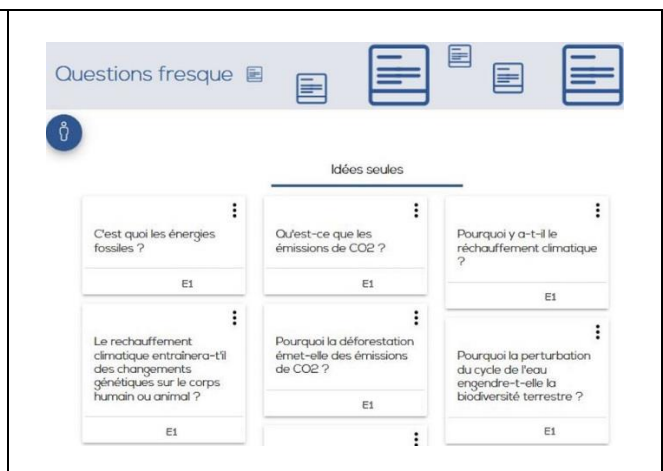 Questions fresque
Idées seules
C'est quoi les énergies
fossiles ?
E1
Qu'est-ce que les
émissions de CO2 ?
E1
Pourquoi y a-t-il le
réchauffement climatique
?
E1
Le rechauffement
climatique entraînera-t'il
des changements
génétiques sur le corps
humain ou animal ?
E1
Pourquoi la déforestation
émet-elle des émissions
de CO2 ?
E1
Pourquoi la perturbation
du cycle de l'eau
engendre-t-elle la
biodiversité terrestre ?
E1